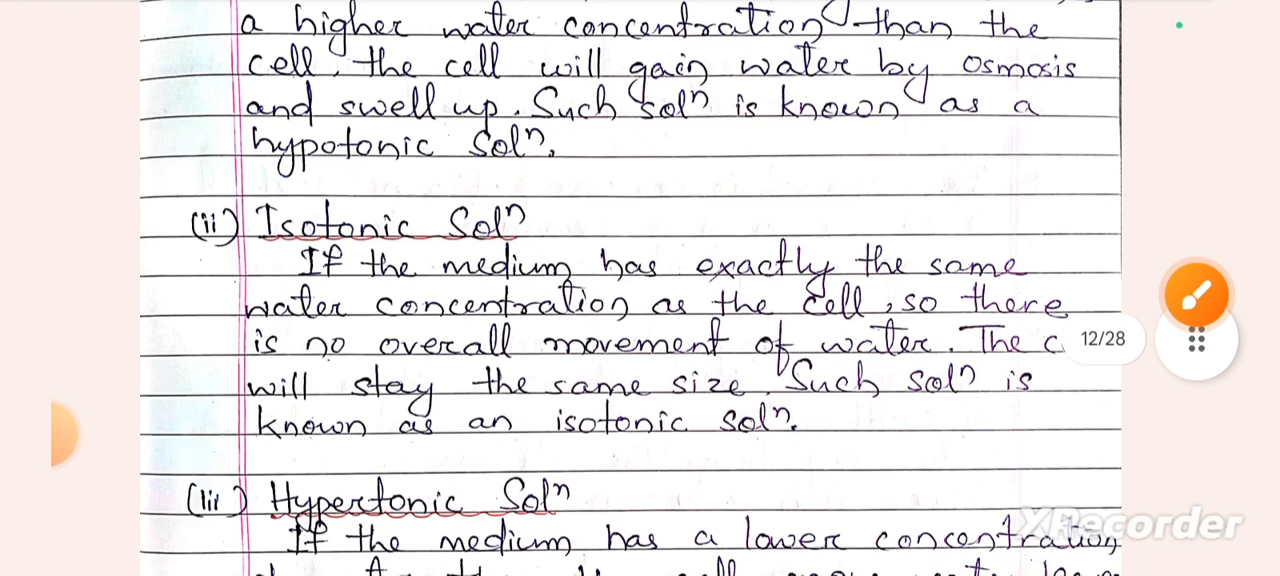 a higher water concentration than the
cell, the cell will gain water by osmosis
and swell up. Such solⁿ is known as a
hypotonic Solⁿ.
(ii) Isotonic Solⁿ
If the medium has exactly the same
water concentration as the cell, so there
is no overall movement of water. The c
12/28
will stay the same size. Such solⁿ is
known as an isotonic solⁿ.
(iii) Hypertonic Solⁿ
If the medium has a lower concentration
XRecorder